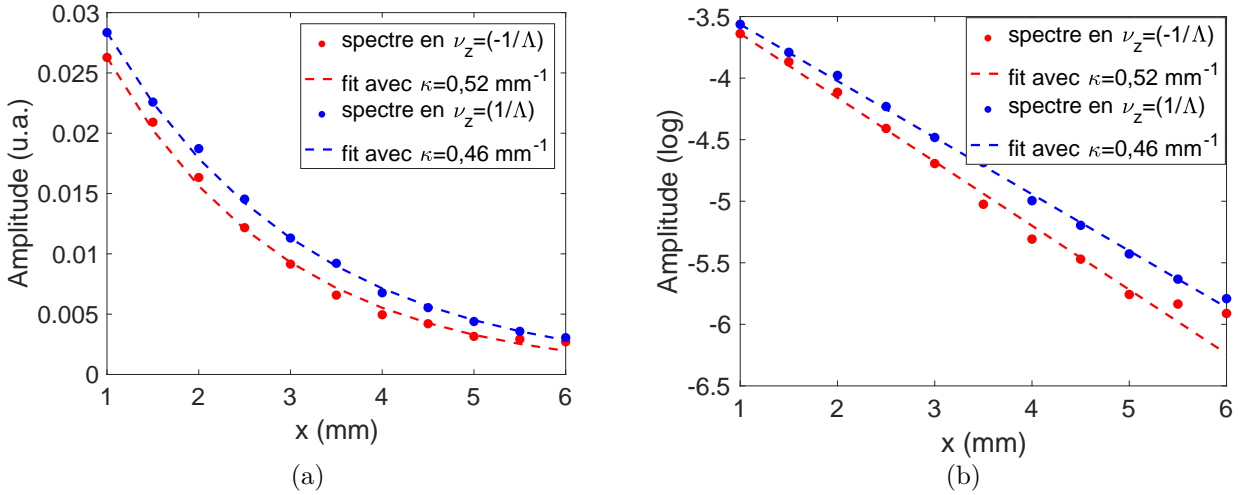 0.03
0.025
0.02
0.015
0.01
0.005
0
Amplitude (u.a.)
1 2 3 4 5 6
x (mm)
spectre en ν_z=(-1/Λ)
fit avec κ=0,52 mm⁻¹
spectre en ν_z=(1/Λ)
fit avec κ=0,46 mm⁻¹
(a)
-3.5
-4
-4.5
-5
-5.5
-6
-6.5
Amplitude (log)
1 2 3 4 5 6
x (mm)
spectre en ν_z=(-1/Λ)
fit avec κ=0,52 mm⁻¹
spectre en ν_z=(1/Λ)
fit avec κ=0,46 mm⁻¹
(b)